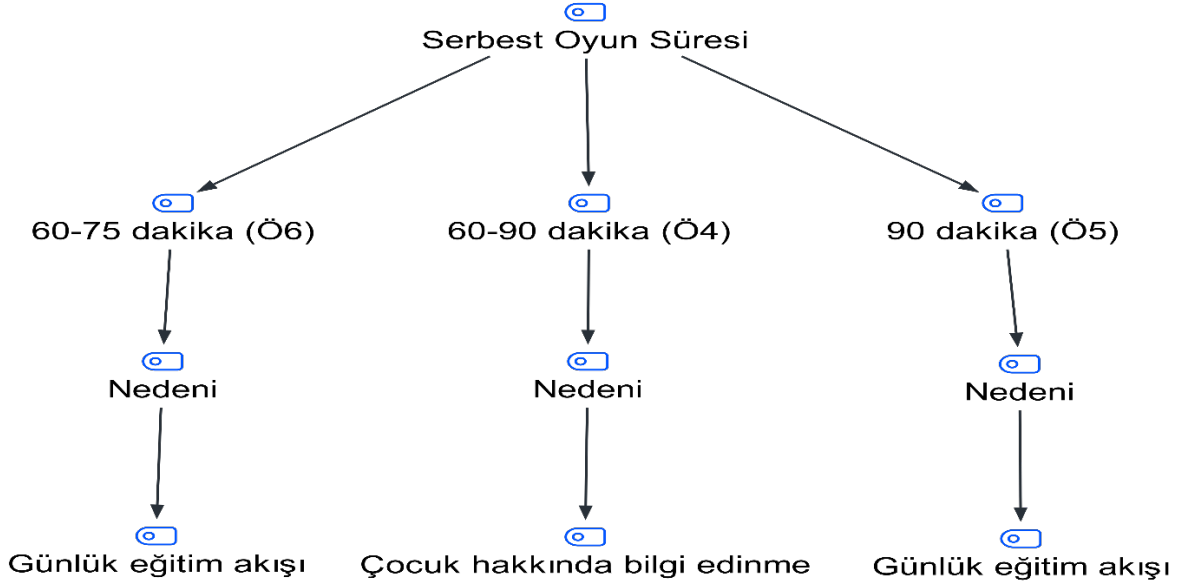 Serbest Oyun Süresi
60-75 dakika (Ö6)
60-90 dakika (Ö4)
90 dakika (Ö5)
Nedeni
Nedeni
Nedeni
Günlük eğitim akışı
Çocuk hakkında bilgi edinme
Günlük eğitim akışı